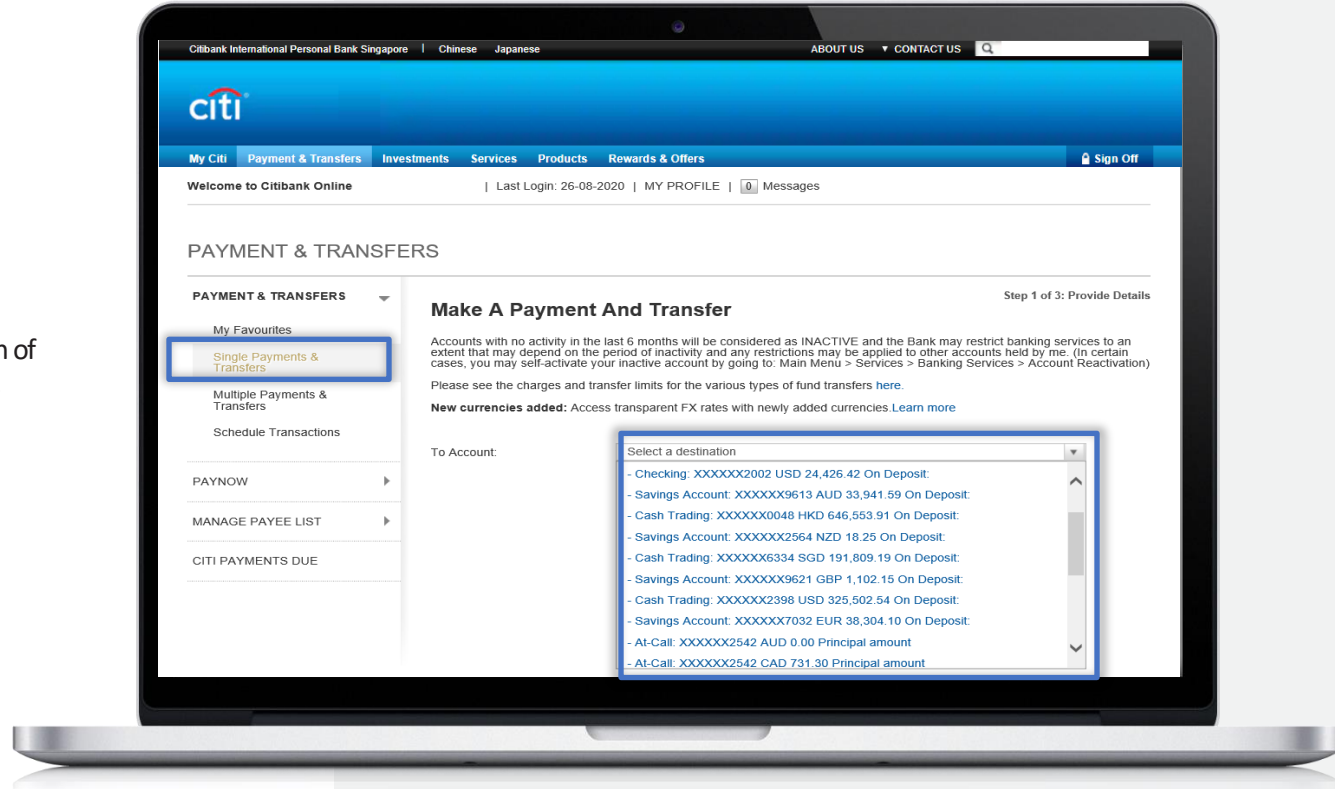 Citibank International Personal Bank Singapore | Chinese Japanese ABOUT US ▼ CONTACT US
citi
My Citi Payment & Transfers Investments Services Products Rewards & Offers Sign Off
Welcome to Citibank Online | Last Login: 26-08-2020 | MY PROFILE | 0 Messages
PAYMENT & TRANSFERS
PAYMENT & TRANSFERS
My Favourites
Single Payments &
Transfers
Multiple Payments &
Transfers
Schedule Transactions
PAYNOW
MANAGE PAYEE LIST
CITI PAYMENTS DUE
Step 1 of 3: Provide Details
Make A Payment And Transfer
Accounts with no activity in the last 6 months will be considered as INACTIVE and the Bank may restrict banking services to an
extent that may depend on the period of inactivity and any restrictions may be applied to other accounts held by me. (In certain
cases, you may self-activate your inactive account by going to: Main Menu > Services > Banking Services > Account Reactivation)
Please see the charges and transfer limits for the various types of fund transfers here.
New currencies added: Access transparent FX rates with newly added currencies.Learn more
To Account:
Select a destination
- Checking: XXXXXX2002 USD 24,426.42 On Deposit:
- Savings Account: XXXXXX9613 AUD 33,941.59 On Deposit:
- Cash Trading: XXXXXX0048 HKD 646,553.91 On Deposit:
- Savings Account: XXXXXX2564 NZD 18.25 On Deposit:
- Cash Trading: XXXXXX6334 SGD 191,809.19 On Deposit:
- Savings Account: XXXXXX9621 GBP 1,102.15 On Deposit:
- Cash Trading: XXXXXX2398 USD 325,502.54 On Deposit:
- Savings Account: XXXXXX7032 EUR 38,304.10 On Deposit:
- At-Call: XXXXXX2542 AUD 0.00 Principal amount
- At-Call: XXXXXX2542 CAD 731.30 Principal amount
of